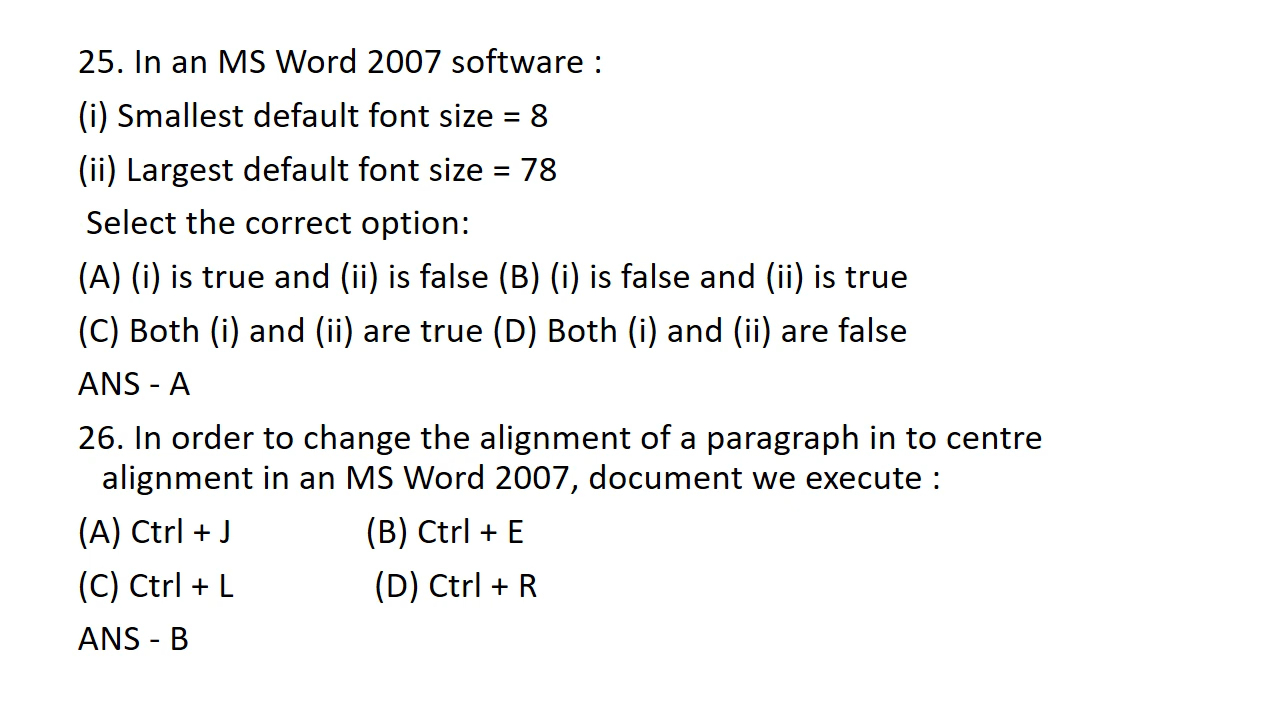 25. In an MS Word 2007 software :
(i) Smallest default font size = 8
(ii) Largest default font size = 78
Select the correct option:
(A) (i) is true and (ii) is false (B) (i) is false and (ii) is true
(C) Both (i) and (ii) are true (D) Both (i) and (ii) are false
ANS - A
26. In order to change the alignment of a paragraph in to centre
alignment in an MS Word 2007, document we execute :
(A) Ctrl + J (B) Ctrl + E
(C) Ctrl + L (D) Ctrl + R
ANS - B